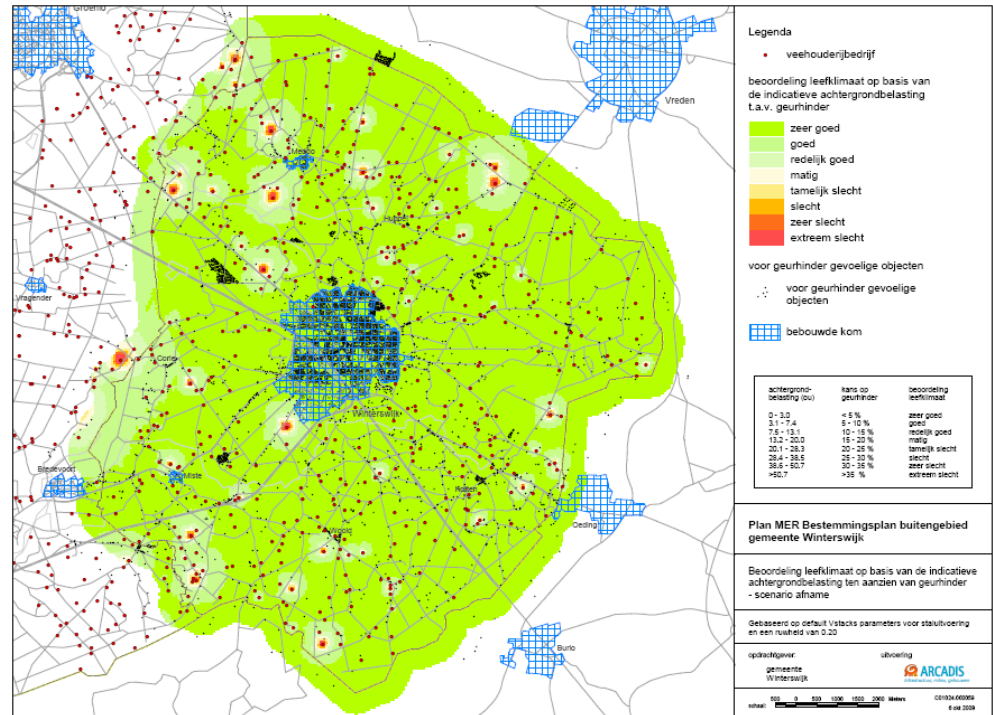 Groenlo
Vreden
Meddo
Huppel
Vragender
Corle
Winterswijk
Bredevoort
Miste
Kotten
Woold
Oeding
Burlo
Legenda
veehouderijbedrijf
beoordeling leefklimaat op basis van
de indicatieve achtergrondbelasting
t.a.v. geurhinder
zeer goed
goed
redelijk goed
matig
tamelijk slecht
slecht
zeer slecht
extreem slecht
voor geurhinder gevoelige objecten
voor geurhinder gevoelige
objecten
bebouwde kom
achtergrond- kans op beoordeling
belasting (ou) geurhinder leefklimaat
0 - 3.0 < 5 % zeer goed
3.1 - 7.4 5 - 10 % goed
7.5 - 13.1 10 - 15 % redelijk goed
13.2 - 20.0 15 - 20 % matig
20.1 - 28.3 20 - 25 % tamelijk slecht
28.4 - 38.5 25 - 30 % slecht
38.6 - 50.7 30 - 35 % zeer slecht
>50.7 >35 % extreem slecht
Plan MER Bestemmingsplan buitengebied
gemeente Winterswijk
Beoordeling leefklimaat op basis van de indicatieve
achtergrondbelasting ten aanzien van geurhinder
- scenario afname
Gebaseerd op default Vstacks parameters voor staluitvoering
en een ruwheid van 0.20
opdrachtgever: uitvoering
gemeente
Winterswijk
ARCADIS
infrastructuur, milieu, gebouwen
schaal: 500 0 500 1000 1500 2000 Meters
6 okt 2009